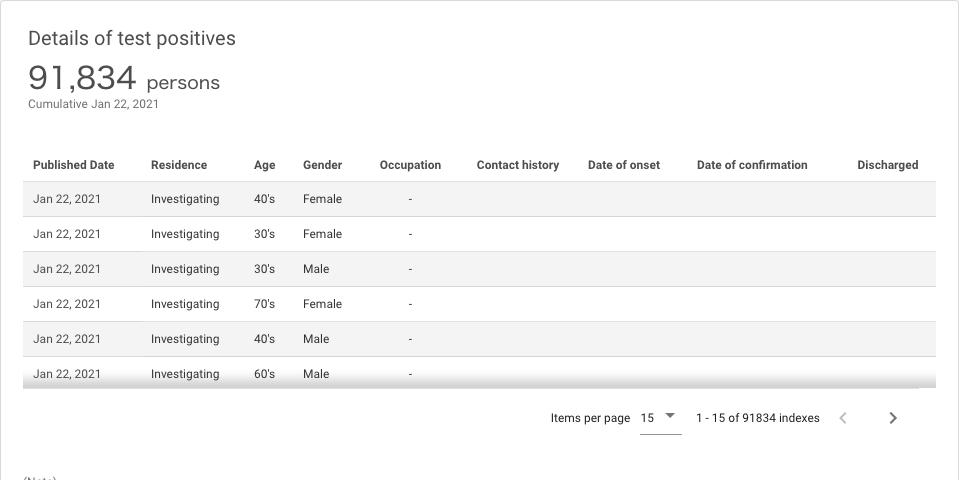 Details of test positives
91,834 persons
Cumulative Jan 22, 2021
Published Date Residence Age Gender Occupation Contact history Date of onset Date of confirmation Discharged
Jan 22, 2021 Investigating 40's Female -
Jan 22, 2021 Investigating 30's Female -
Jan 22, 2021 Investigating 30's Male -
Jan 22, 2021 Investigating 70's Female -
Jan 22, 2021 Investigating 40's Male -
Jan 22, 2021 Investigating 60's Male -
Items per page 15 1 - 15 of 91834 indexes